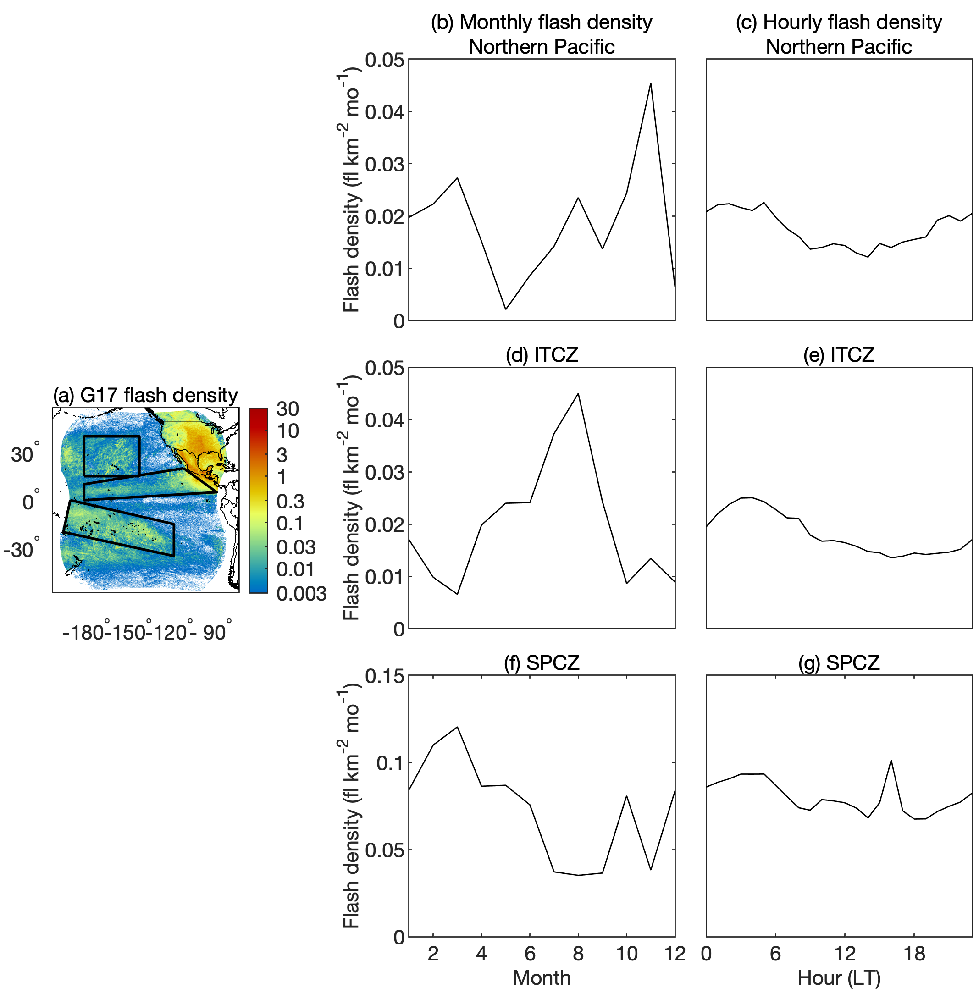 (b) Monthly flash density
Northern Pacific
(c) Hourly flash density
Northern Pacific
0.05
0.04
0.03
0.02
0.01
0
Flash density (fl km-2 mo-1)
(d) ITCZ
(e) ITCZ
0.05
0.04
0.03
0.02
0.01
0
Flash density (fl km-2 mo-1)
(a) G17 flash density
30°
0°
-30°
-180°-150°-120°- 90°
30
10
3
1
0.3
0.1
0.03
0.01
0.003
(f) SPCZ
(g) SPCZ
0.15
0.1
0.05
0
Flash density (fl km-2 mo-1)
2 4 6 8 10 12
Month
0 6 12 18
Hour (LT)